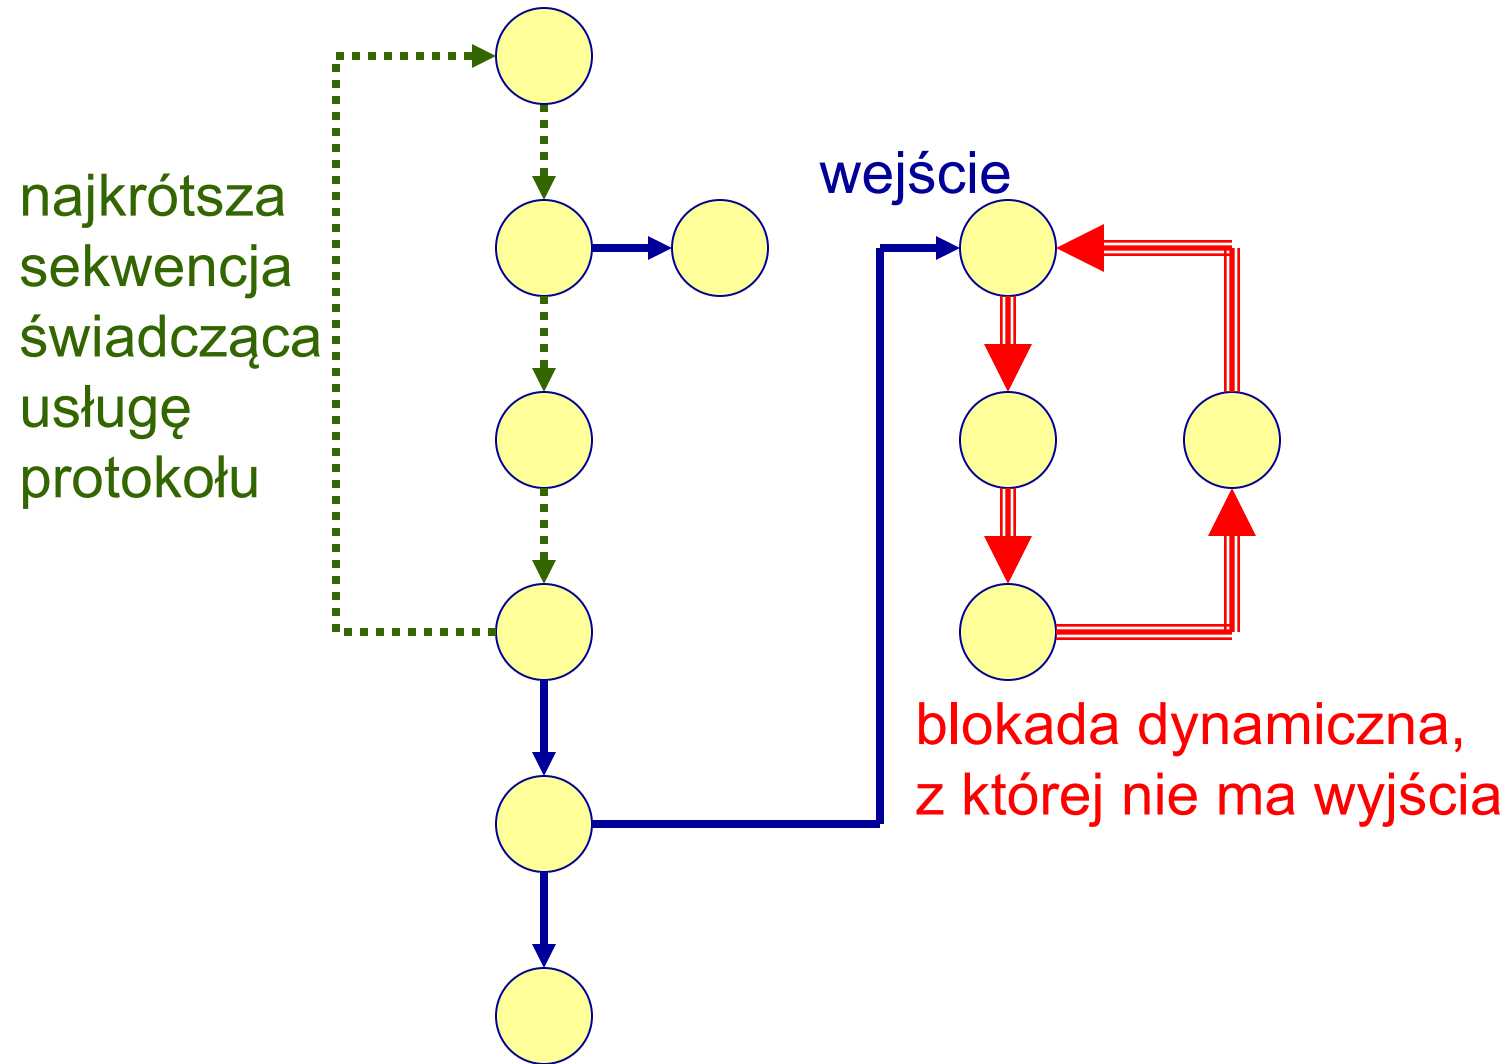 najkrótsza
sekwencja
świadcząca
usługę
protokołu
wejście
blokada dynamiczna,
z której nie ma wyjścia